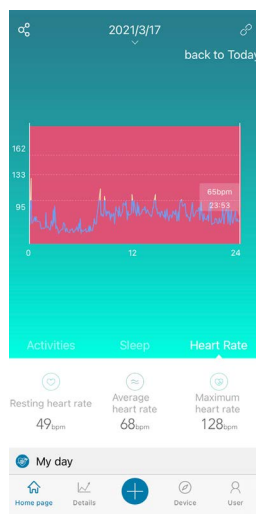 2021/3/17
back to Today
162
133
95
65bpm
23:53
0 12 24
Activities Sleep Heart Rate
Resting heart rate
49bpm
Average
heart rate
68bpm
Maximum
heart rate
128bpm
My day
Home page Details Device User